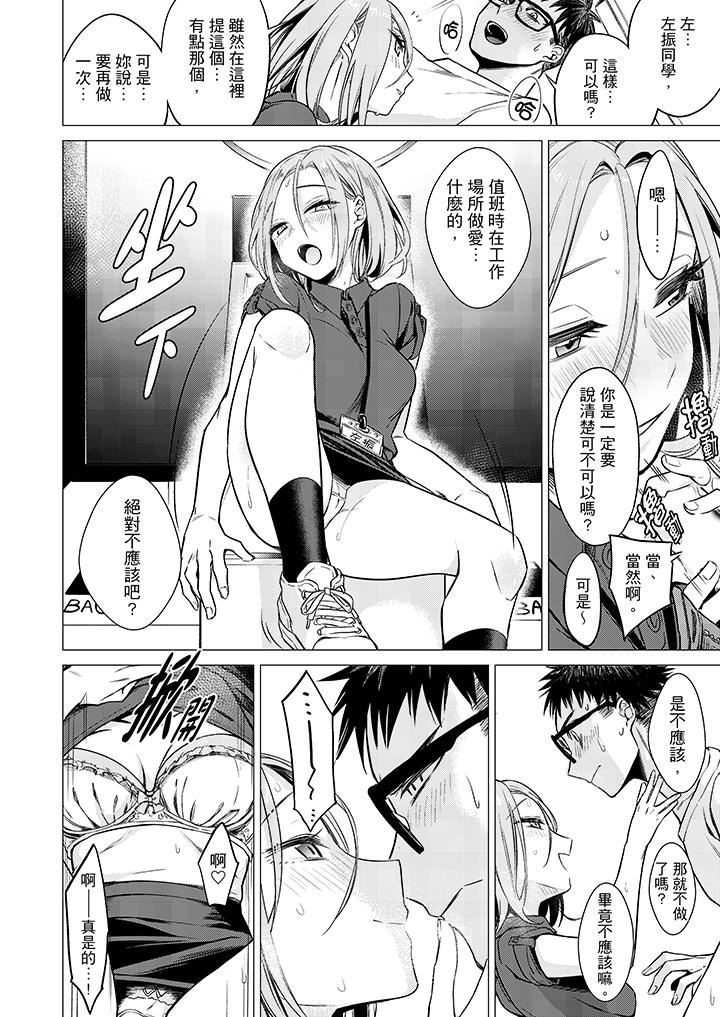 左…
左振同學，
這樣…
可以嗎？
哈
哈
雖然在這裡
提這個…
有點那個，
可是…
妳說…
要再做
一次…
嗯——…
擼動
你是一定要
說清楚可不可以嗎？
當、
當然啊。
可是～
值班時在工作
場所做愛…
什麼的，
坐下
左振
絕對不應該吧？
BAC
BA
是不應該，
那就不做
了嗎？
畢竟不應該嘛。
掀開
啊♡
啊——真是的…！